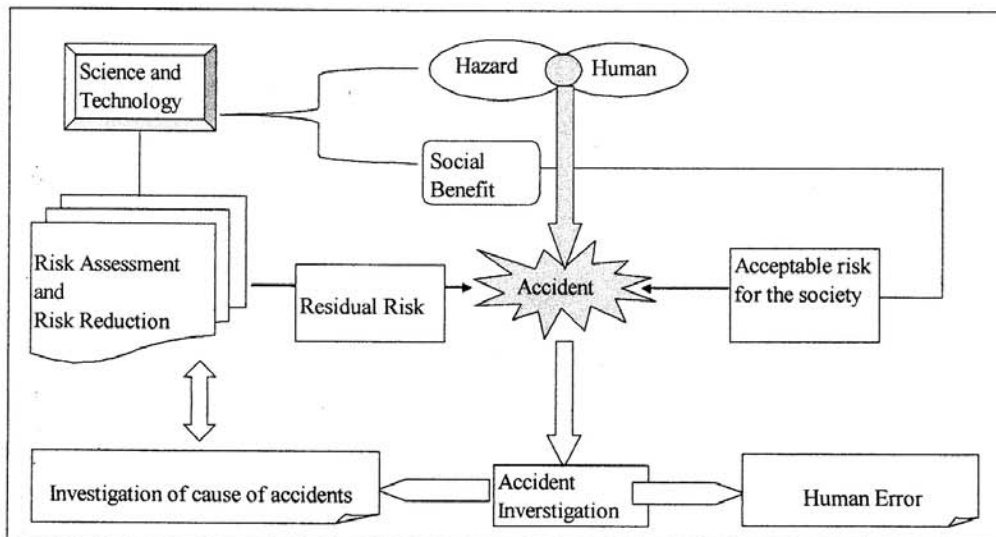 Science and
Technology
Hazard
Human
Social
Benefit
Risk Assessment
and
Risk Reduction
Residual Risk
Accident
Acceptable risk
for the society
Investigation of cause of accidents
Accident
Inverstigation
Human Error